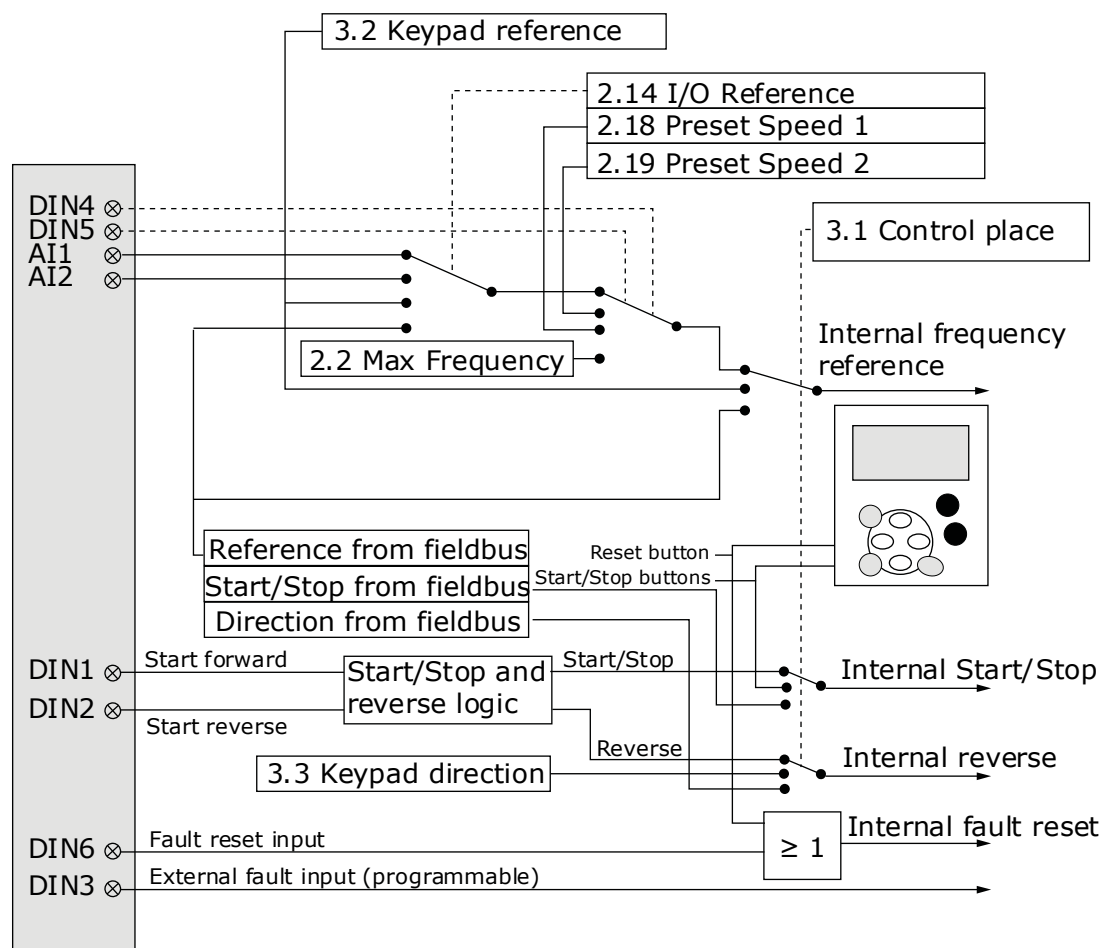 3.2 Keypad reference
2.14 I/O Reference
2.18 Preset Speed 1
2.19 Preset Speed 2
DIN4
DIN5
AI1
AI2
3.1 Control place
Internal frequency
reference
2.2 Max Frequency
Reference from fieldbus
Start/Stop from fieldbus
Direction from fieldbus
Reset button
Start/Stop buttons
DIN1
Start forward
DIN2
Start reverse
Start/Stop and
reverse logic
Start/Stop
Internal Start/Stop
Reverse
Internal reverse
3.3 Keypad direction
Internal fault reset
≥ 1
DIN6
Fault reset input
DIN3
External fault input (programmable)